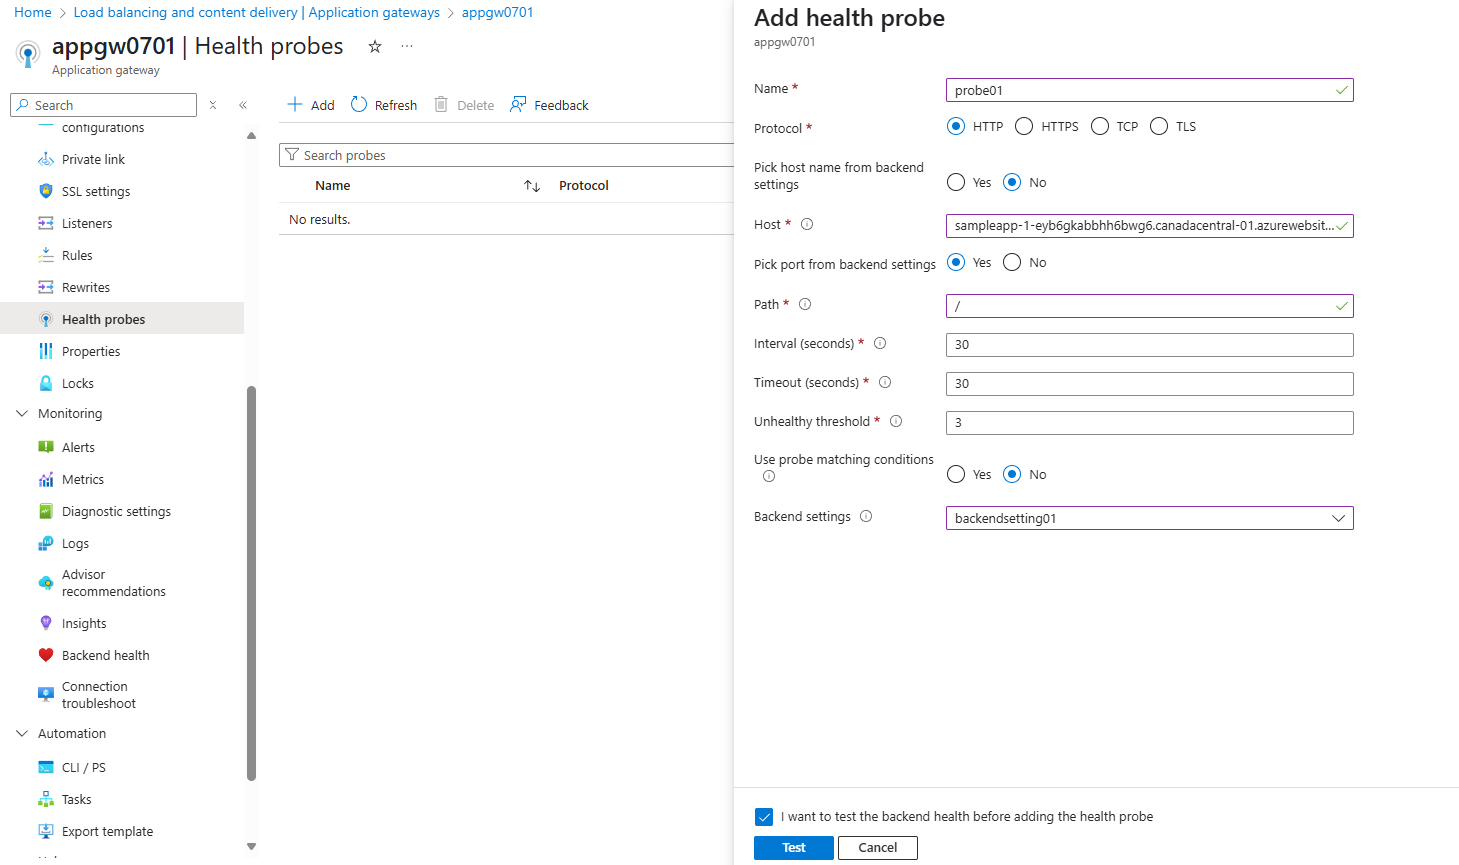 Home > Load balancing and content delivery | Application gateways > appgw0701
appgw0701 | Health probes
Application gateway
Search
configurations
Private link
SSL settings
Listeners
Rules
Rewrites
Health probes
Properties
Locks
Monitoring
Alerts
Metrics
Diagnostic settings
Logs
Advisor
recommendations
Insights
Backend health
Connection
troubleshoot
Automation
CLI / PS
Tasks
Export template
Add Refresh Delete Feedback
Search probes
Name Protocol
No results.
Add health probe
appgw0701
Name * probe01
Protocol * HTTP HTTPS TCP TLS
Pick host name from backend
settings Yes No
Host * sampleapp-1-eyb6gkabbhh6bwg6.canadacentral-01.azurewebsit...
Pick port from backend settings Yes No
Path * /
Interval (seconds) * 30
Timeout (seconds) * 30
Unhealthy threshold * 3
Use probe matching conditions Yes No
Backend settings backendsetting01
I want to test the backend health before adding the health probe
Test Cancel